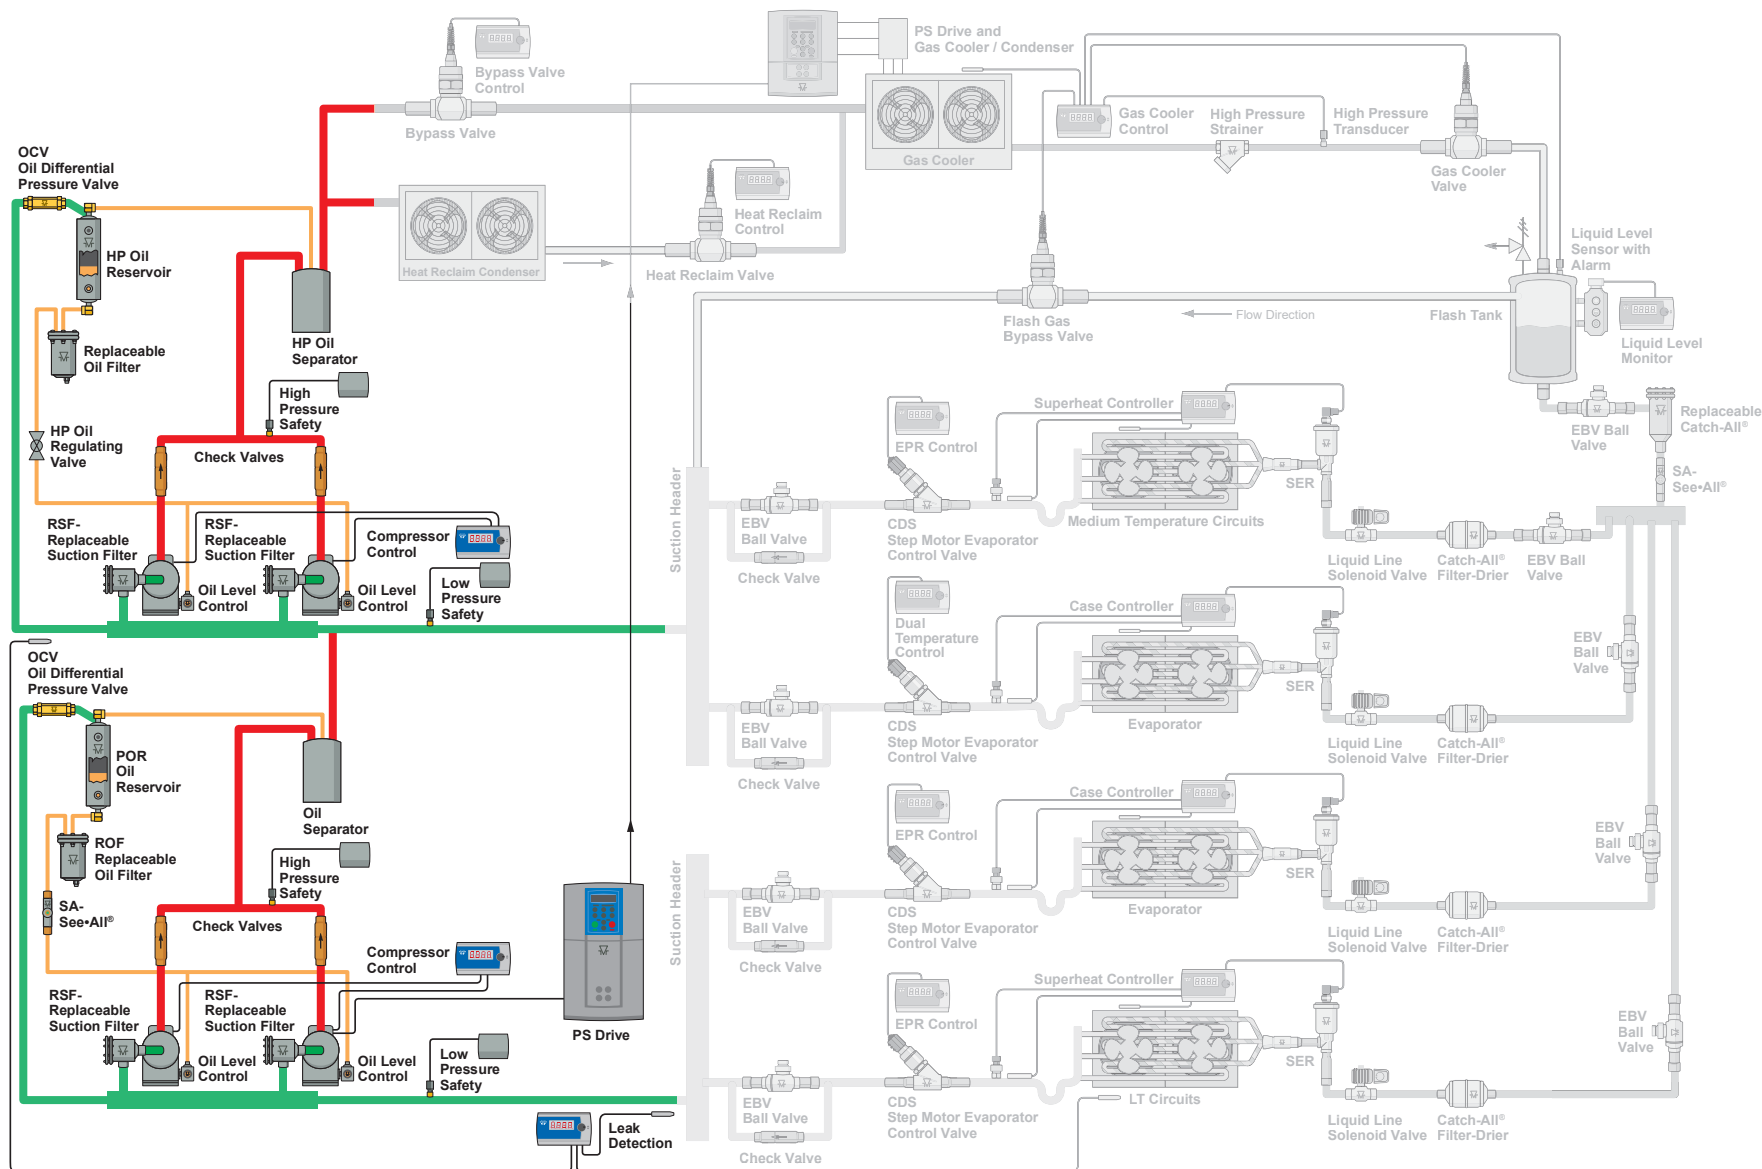 PS Drive and
Gas Cooler / Condenser
Bypass Valve
Control
Bypass Valve
Gas Cooler
Gas Cooler
Control
High Pressure
Strainer
High Pressure
Transducer
Gas Cooler
Valve
OCV
Oil Differential
Pressure Valve
HP Oil
Reservoir
Replaceable
Oil Filter
HP Oil
Separator
Heat Reclaim Condenser
Heat Reclaim
Control
Heat Reclaim Valve
Flash Gas
Bypass Valve
Flow Direction
Flash Tank
Liquid Level
Sensor with
Alarm
Liquid Level
Monitor
High
Pressure
Safety
HP Oil
Regulating
Valve
Check Valves
RSF-
Replaceable
Suction Filter
RSF-
Replaceable
Suction Filter
Compressor
Control
Oil Level
Control
Oil Level
Control
Low
Pressure
Safety
Suction Header
EPR Control
Superheat Controller
Medium Temperature Circuits
SER
EBV Ball
Valve
Replaceable
Catch-All®
SA-
See•All®
EBV
Ball Valve
Check Valve
CDS
Step Motor Evaporator
Control Valve
Liquid Line
Solenoid Valve
Catch-All®
Filter-Drier
EBV Ball
Valve
Dual
Temperature
Control
Case Controller
Evaporator
SER
EBV
Ball
Valve
EBV
Ball Valve
Check Valve
CDS
Step Motor Evaporator
Control Valve
Liquid Line
Solenoid Valve
Catch-All®
Filter-Drier
OCV
Oil Differential
Pressure Valve
POR
Oil
Reservoir
Oil
Separator
ROF
Replaceable
Oil Filter
High
Pressure
Safety
SA-
See•All®
Check Valves
Compressor
Control
RSF-
Replaceable
Suction Filter
RSF-
Replaceable
Suction Filter
Oil Level
Control
Oil Level
Control
Low
Pressure
Safety
PS Drive
Leak
Detection
Suction Header
EPR Control
Case Controller
Evaporator
SER
EBV
Ball
Valve
EBV
Ball Valve
Check Valve
CDS
Step Motor Evaporator
Control Valve
Liquid Line
Solenoid Valve
Catch-All®
Filter-Drier
EPR Control
Superheat Controller
LT Circuits
SER
EBV
Ball
Valve
EBV
Ball Valve
Check Valve
CDS
Step Motor Evaporator
Control Valve
Liquid Line
Solenoid Valve
Catch-All®
Filter-Drier